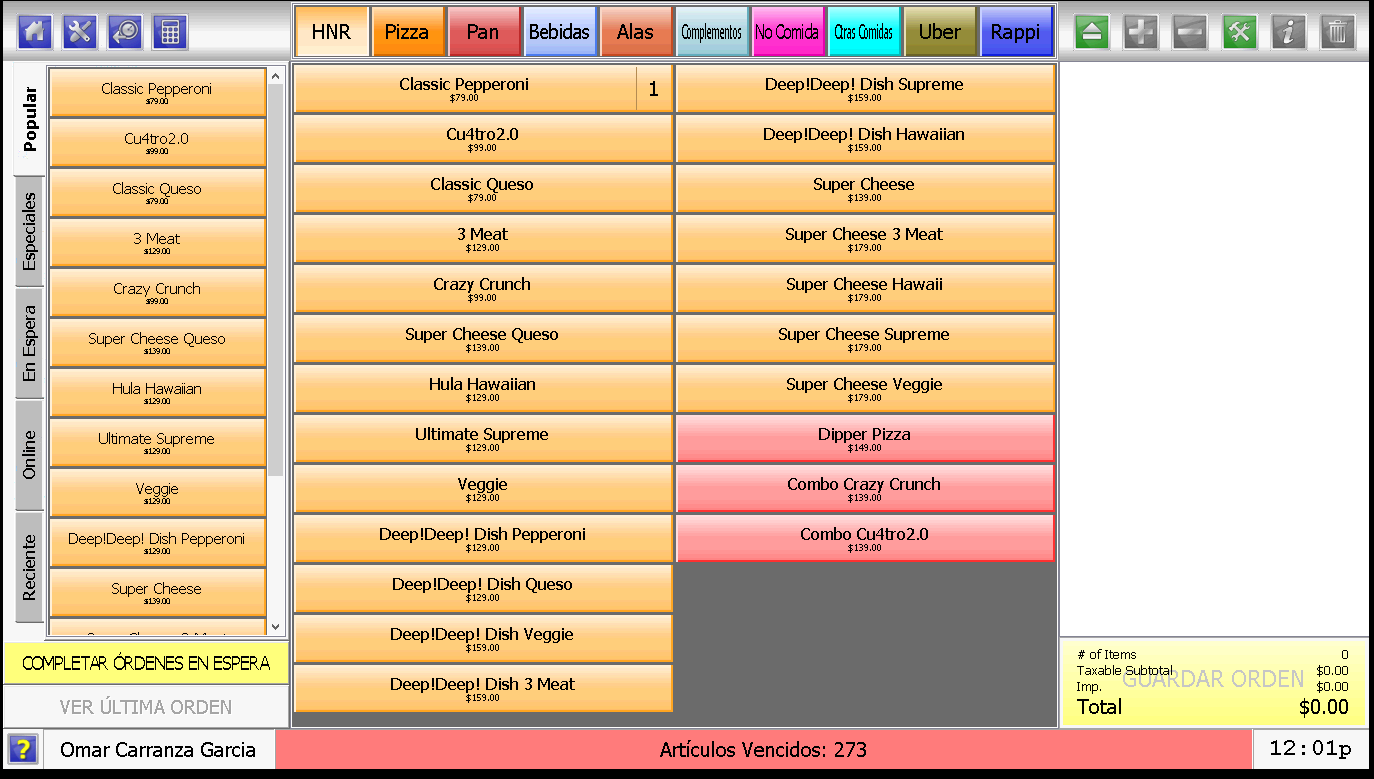 HNR
Pizza
Pan
Bebidas
Alas
Complementos
No Comida
Otras Comidas
Uber
Rappi
Popular
Especiales
En Espera
Online
Reciente
Classic Pepperoni
$79.00
Cu4tro2.0
$99.00
Classic Queso
$79.00
3 Meat
$129.00
Crazy Crunch
$99.00
Super Cheese Queso
$139.00
Hula Hawaiian
$129.00
Ultimate Supreme
$129.00
Veggie
$129.00
Deep!Deep! Dish Pepperoni
$129.00
Super Cheese
$139.00
COMPLETAR ÓRDENES EN ESPERA
VER ÚLTIMA ORDEN
Classic Pepperoni
$79.00
1
Cu4tro2.0
$99.00
Classic Queso
$79.00
3 Meat
$129.00
Crazy Crunch
$99.00
Super Cheese Queso
$139.00
Hula Hawaiian
$129.00
Ultimate Supreme
$129.00
Veggie
$129.00
Deep!Deep! Dish Pepperoni
$129.00
Deep!Deep! Dish Queso
$129.00
Deep!Deep! Dish Veggie
$159.00
Deep!Deep! Dish 3 Meat
$159.00
Deep!Deep! Dish Supreme
$159.00
Deep!Deep! Dish Hawaiian
$159.00
Super Cheese
$139.00
Super Cheese 3 Meat
$179.00
Super Cheese Hawaii
$179.00
Super Cheese Supreme
$179.00
Super Cheese Veggie
$179.00
Dipper Pizza
$149.00
Combo Crazy Crunch
$139.00
Combo Cu4tro2.0
$139.00
# of Items 0
Taxable Subtotal $0.00
GUARDAR ORDEN
Imp. $0.00
Total $0.00
?
Omar Carranza Garcia
Artículos Vencidos: 273
12:01p